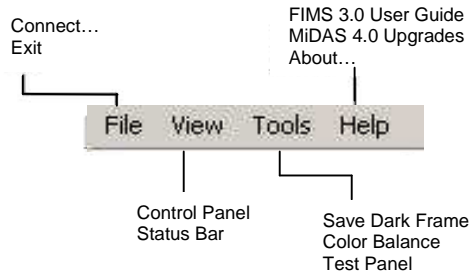 Connect…
Exit
FIMS 3.0 User Guide
MiDAS 4.0 Upgrades
About…
File View Tools Help
Control Panel
Status Bar
Save Dark Frame
Color Balance
Test Panel